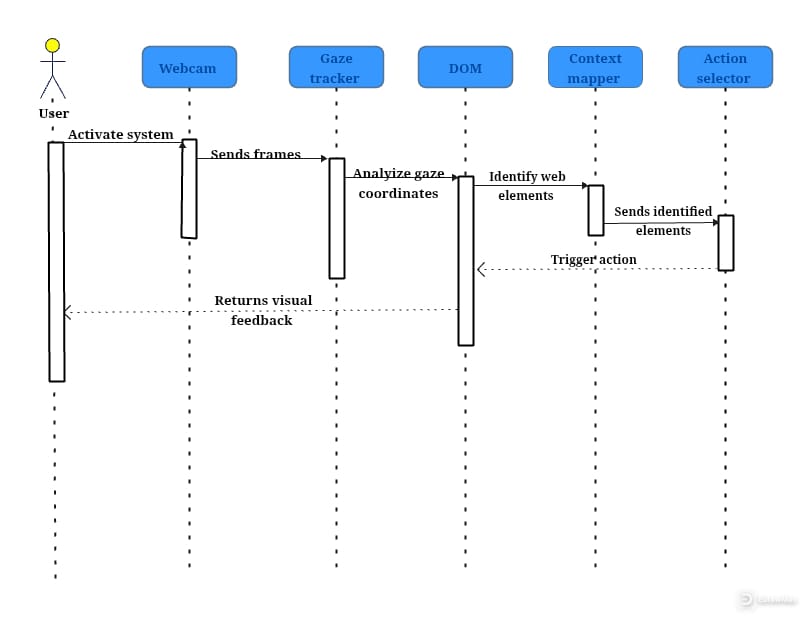 Webcam
Gaze
tracker
DOM
Context
mapper
Action
selector
User
Activate system
Sends frames
Analyize gaze
coordinates
Identify web
elements
Sends identified
elements
Trigger action
Returns visual
feedback